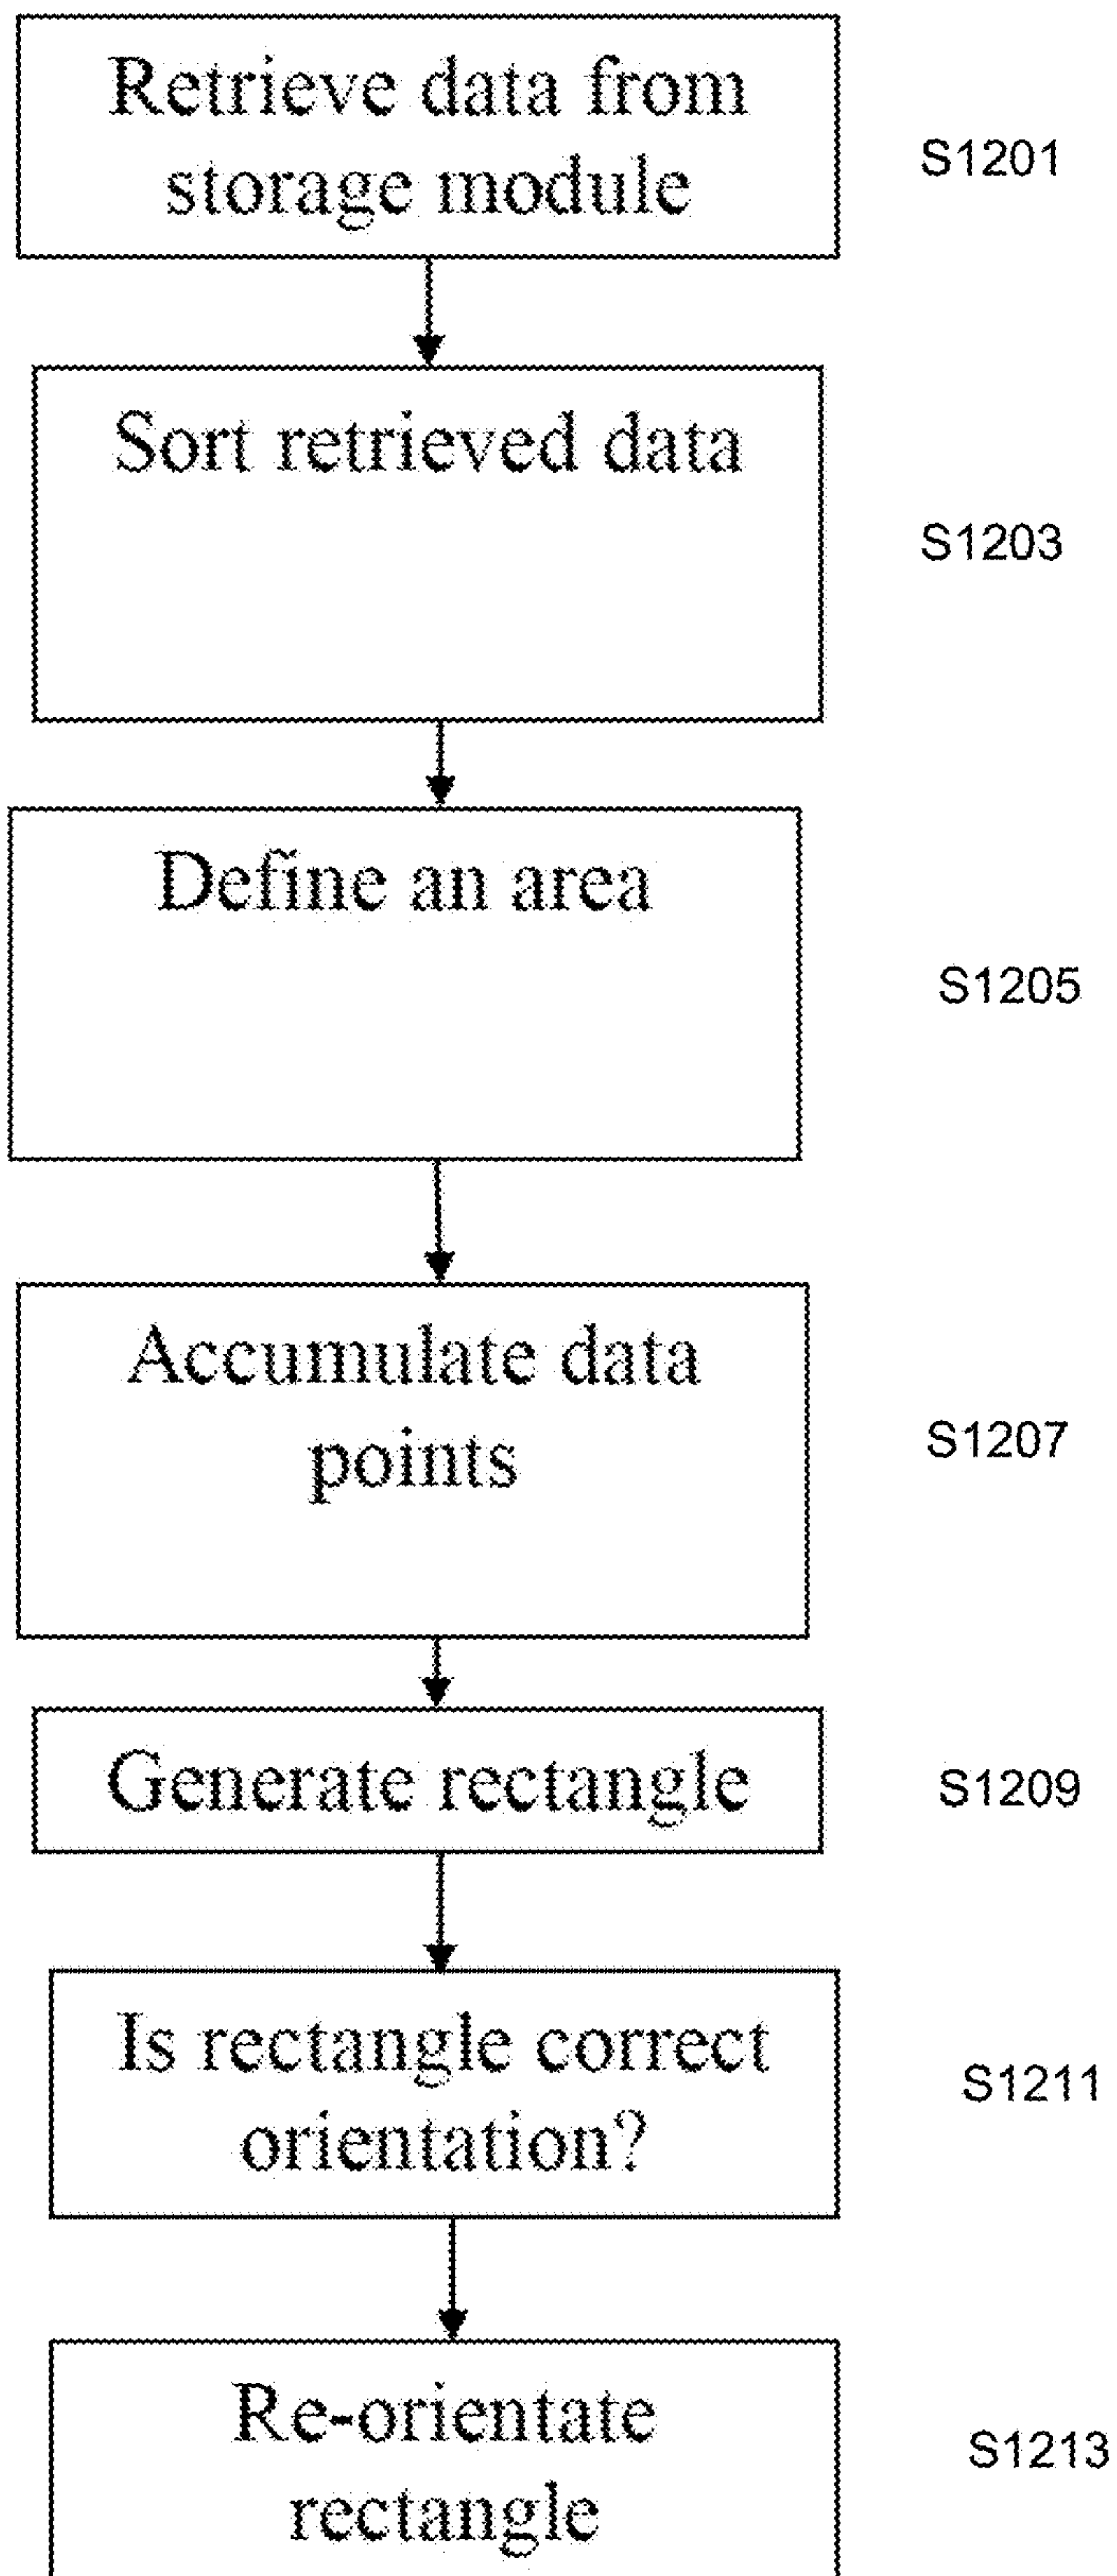 Retrieve data from
storage module
S1201
Sort retrieved data
S1203
Define an area
S1205
Accumulate data
points
S1207
Generate rectangle
S1209
Is rectangle correct
orientation?
S1211
Re-orientate
rectangle
S1213